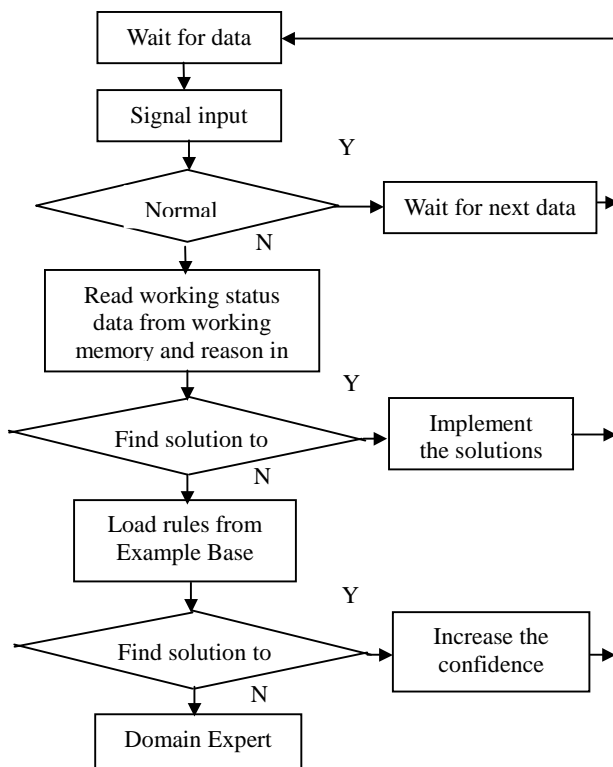 Wait for data
Signal input
Y
Normal
Wait for next data
N
Read working status
data from working
memory and reason in
Y
Find solution to
Implement
the solutions
N
Load rules from
Example Base
Y
Find solution to
Increase the
confidence
N
Domain Expert